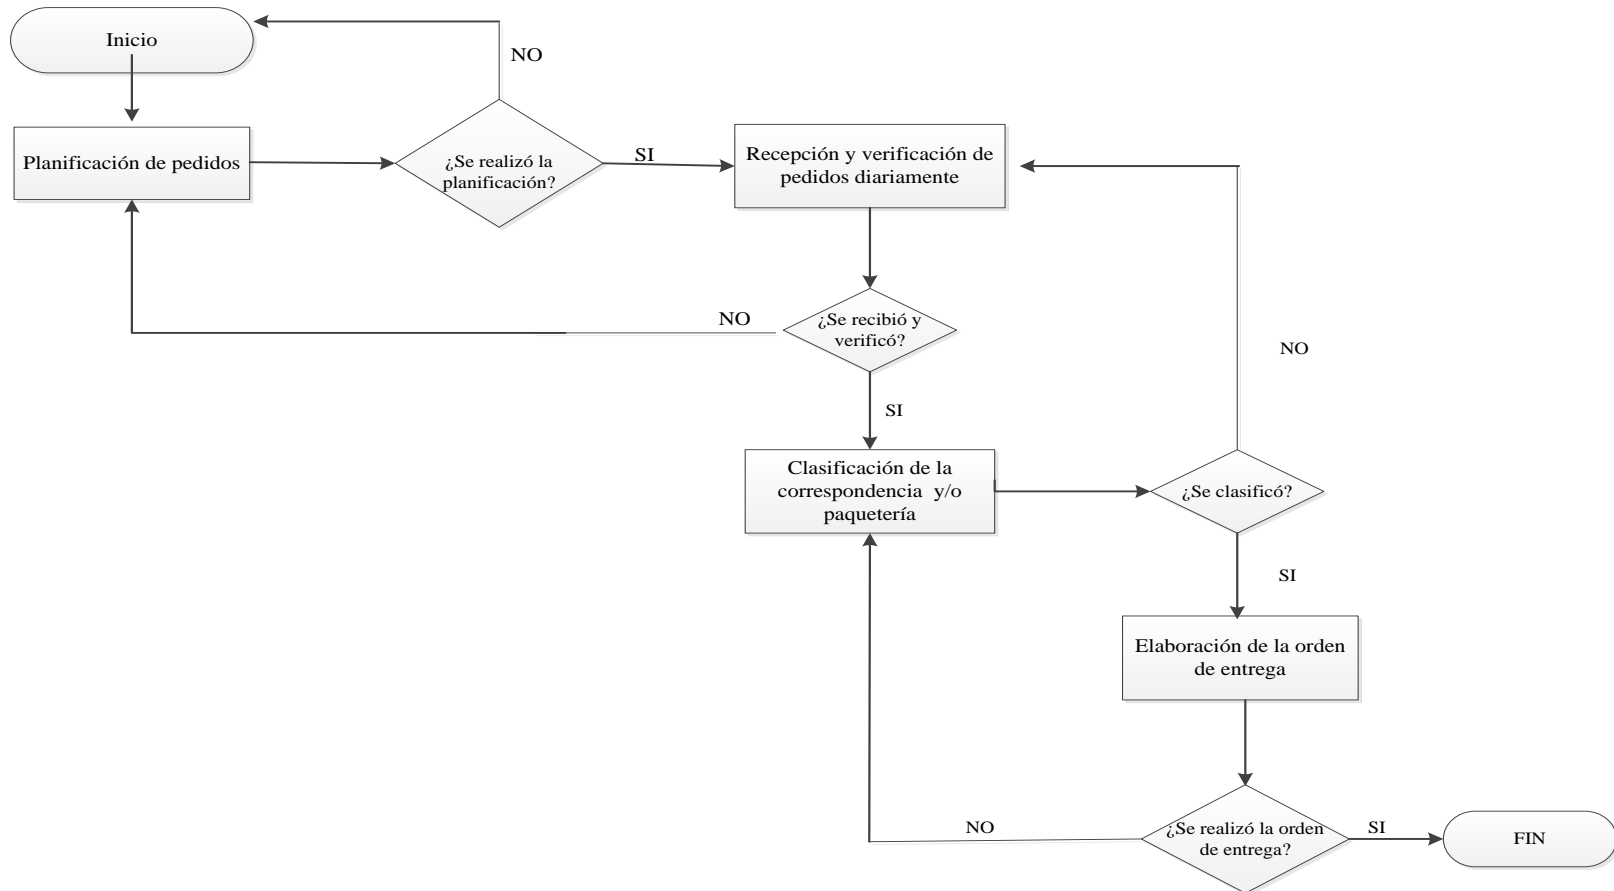 Inicio
NO
Planificación de pedidos
¿Se realizó la
planificación?
SI
Recepción y verificación de
pedidos diariamente
NO
¿Se recibió y
verificó?
NO
SI
Clasificación de la
correspondencia  y/o
paquetería
¿Se clasificó?
SI
Elaboración de la orden
de entrega
NO
¿Se realizó la orden
de entrega?
SI
FIN